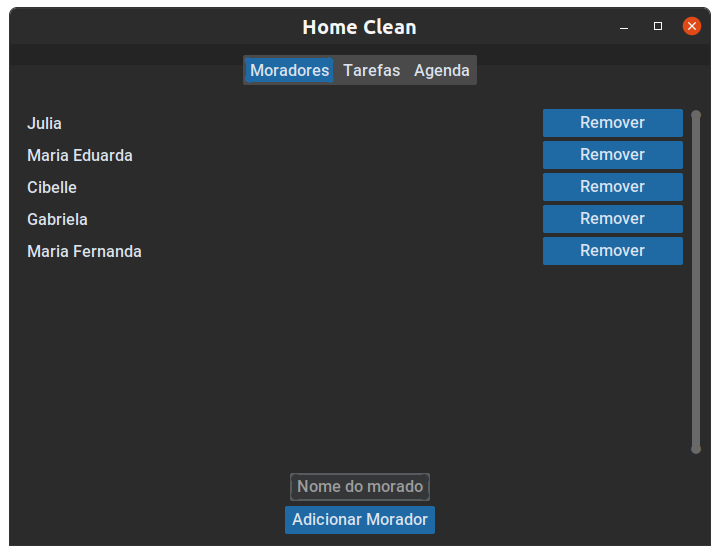 Home Clean
Moradores Tarefas Agenda
Julia Remover
Maria Eduarda Remover
Cibelle Remover
Gabriela Remover
Maria Fernanda Remover
Nome do morado
Adicionar Morador